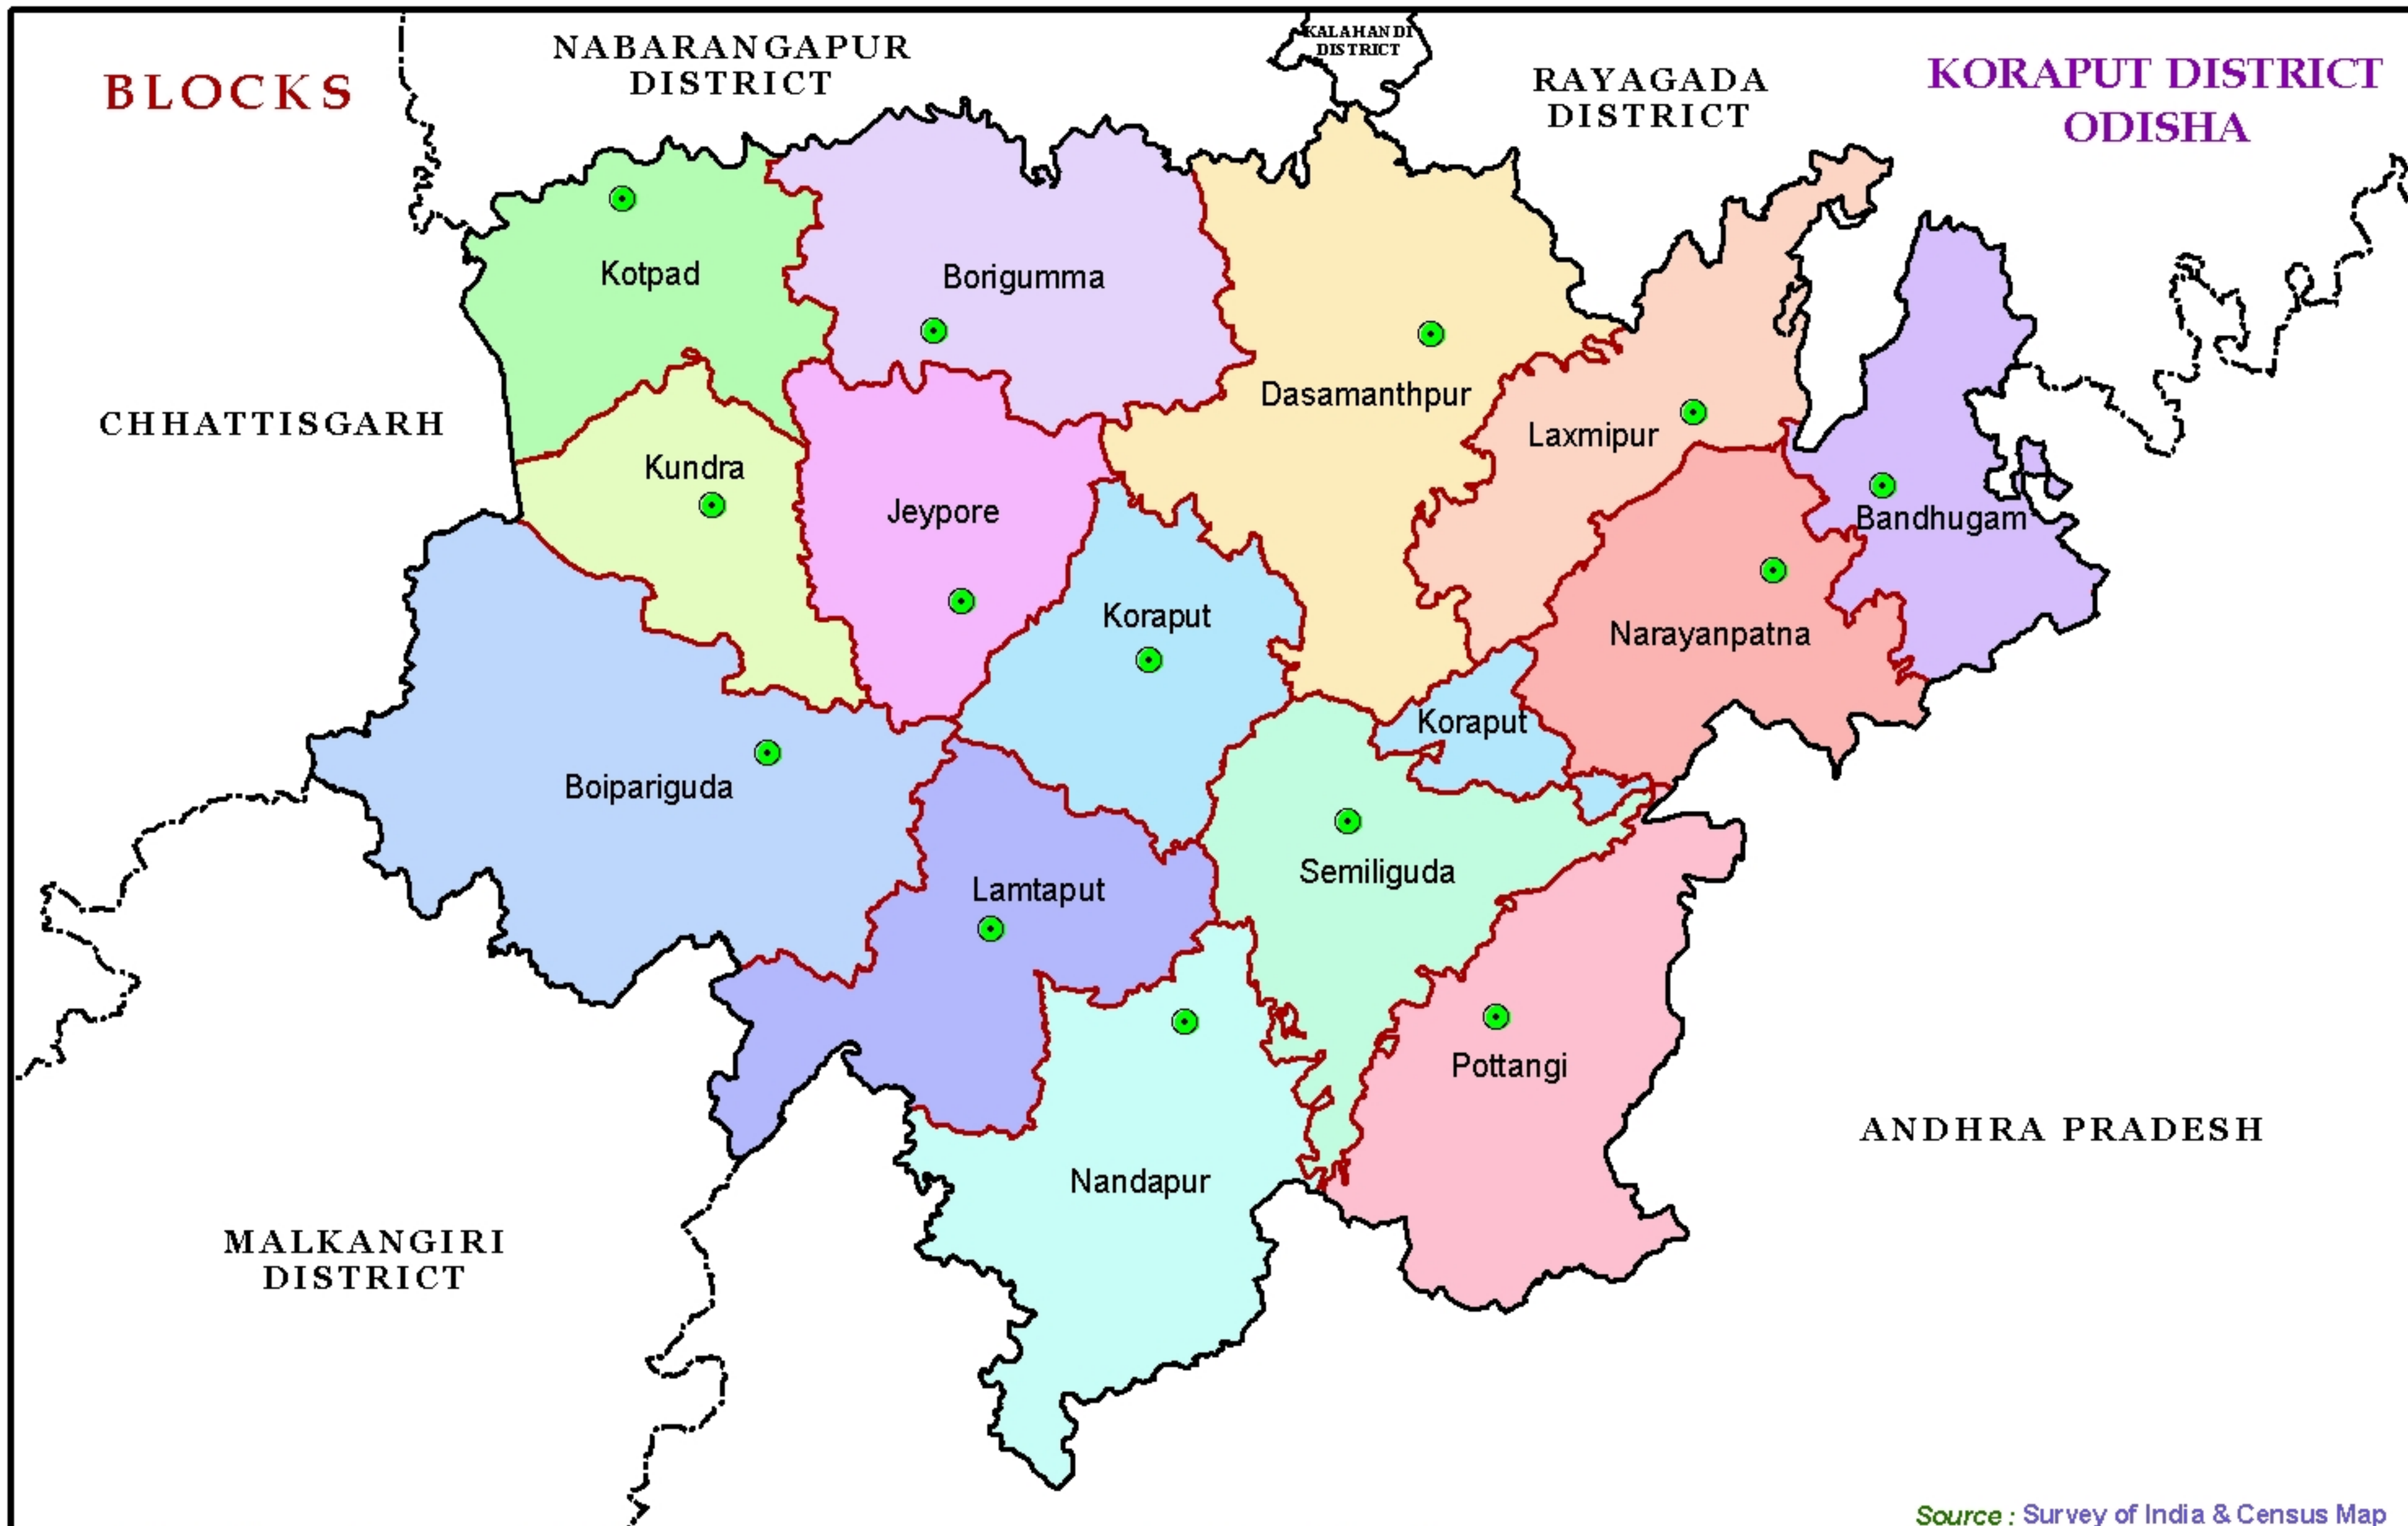 BLOCKS
NABARANGAPUR
DISTRICT
KALAHANDI
DISTRICT
RAYAGADA
DISTRICT
KORAPUT DISTRICT
ODISHA
Kotpad
Borigumma
Dasamanthpur
CHHATTISGARH
Laxmipur
Kundra
Jeypore
Bandhugam
Koraput
Narayanpatna
Koraput
Boipariguda
Semiliguda
Lamtaput
Pottangi
ANDHRA PRADESH
Nandapur
MALKANGIRI
DISTRICT
Source : Survey of India & Census Map